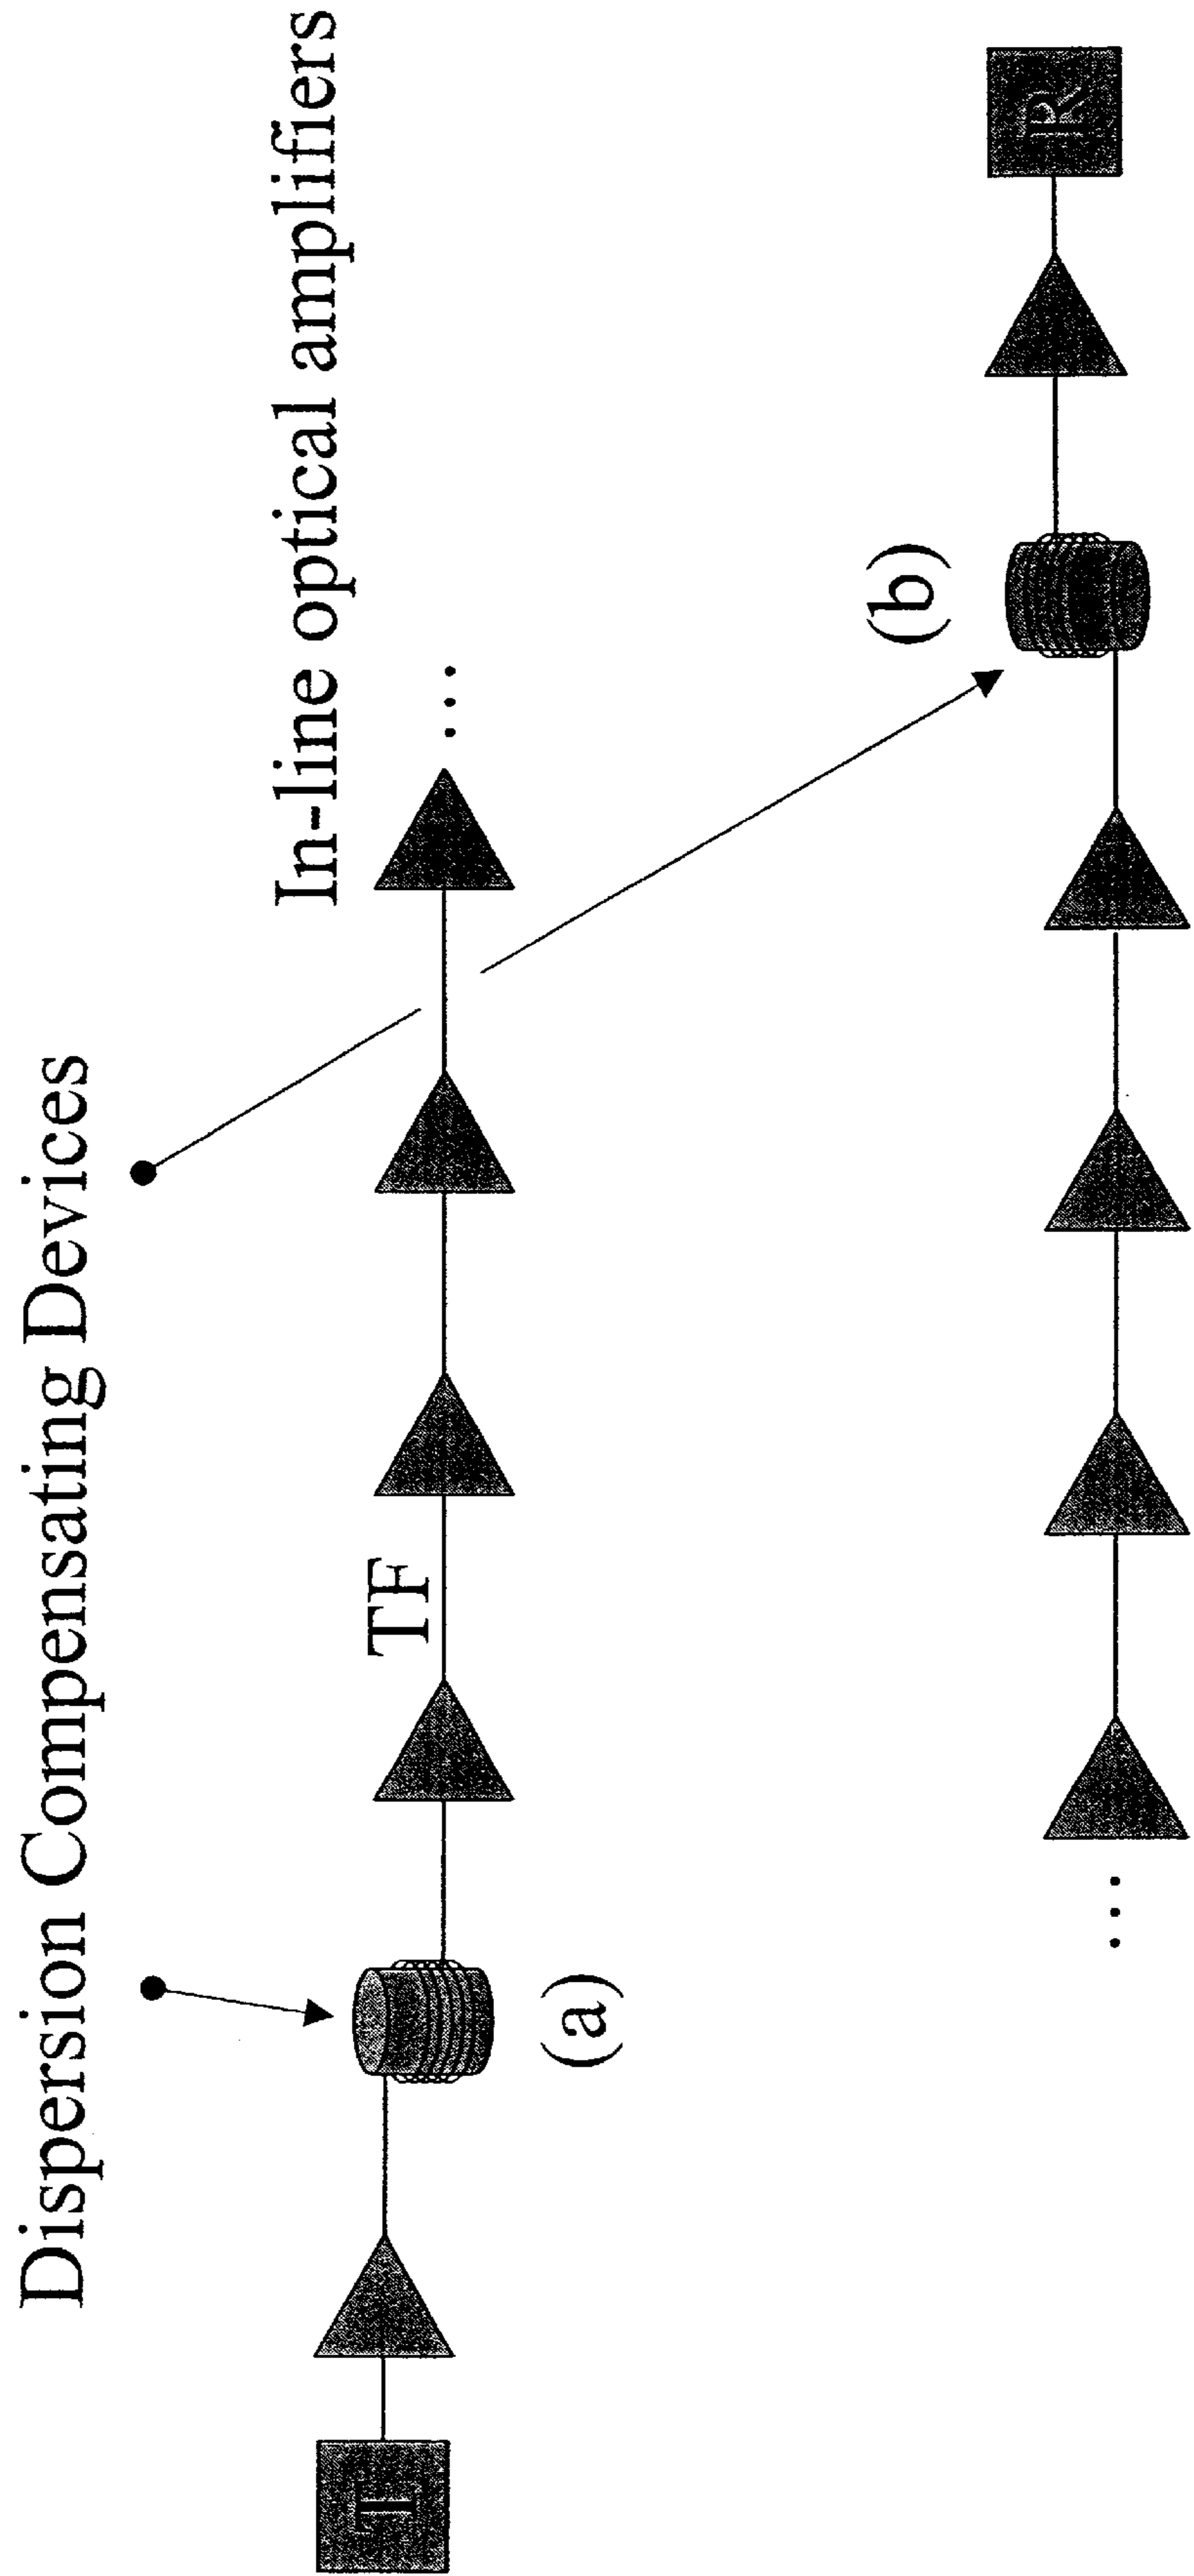 Dispersion Compensating Devices
In-line optical amplifiers
TF
...
T
(a)
(b)
R
...